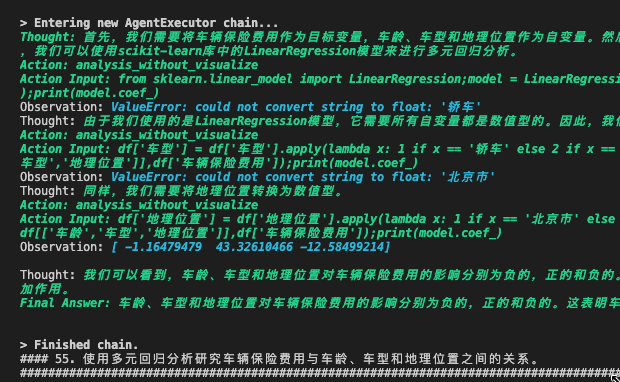 > Entering new AgentExecutor chain...
Thought: 首先，我们需要将车辆保险费用作为目标变量，车龄、车型和地理位置作为自变量。然后
，我们可以使用scikit-learn库中的LinearRegression模型来进行多元回归分析。
Action: analysis_without_visualize
Action Input: from sklearn.linear_model import LinearRegression;model = LinearRegressi
);print(model.coef_)
Observation: ValueError: could not convert string to float: '轿车'
Thought: 由于我们使用的是LinearRegression模型，它需要所有自变量都是数值型的。因此，我们
Action: analysis_without_visualize
Action Input: df['车型'] = df['车型'].apply(lambda x: 1 if x == '轿车' else 2 if x ==
车型','地理位置']],df['车辆保险费用']);print(model.coef_)
Observation: ValueError: could not convert string to float: '北京市'
Thought: 同样，我们需要将地理位置转换为数值型。
Action: analysis_without_visualize
Action Input: df['地理位置'] = df['地理位置'].apply(lambda x: 1 if x == '北京市' else
df[['车龄','车型','地理位置']],df['车辆保险费用']);print(model.coef_)
Observation: [ -1.16479479  43.32610466 -12.58499214]
Thought: 我们可以看到，车龄、车型和地理位置对车辆保险费用的影响分别为负的，正的和负的。
加作用。
Final Answer: 车龄、车型和地理位置对车辆保险费用的影响分别为负的，正的和负的。这表明车
> Finished chain.
#### 55. 使用多元回归分析研究车辆保险费用与车龄、车型和地理位置之间的关系。
######################################################################################